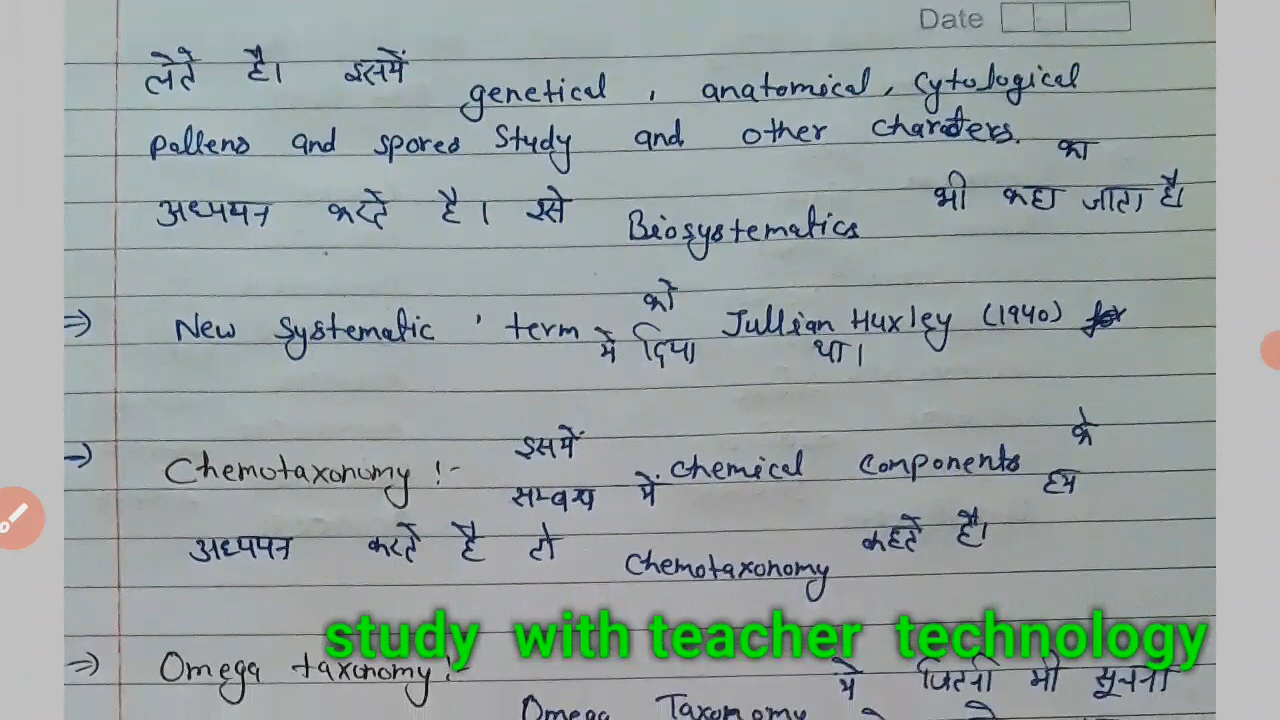 Date
लेते है। इसमें genetical, anatomical, cytological
pollens and spores study and other charcters. का
अध्ययन करते है। इसे Biosystematics भी कहा जाता है।
⇒ New systematic ' term को Jullian Huxley (1940)
में दिया था।
→ Chemotaxonomy :- इसमें chemical components के
सम्बन्ध में हम
अध्ययन करते है तो chemotaxonomy कहते है।
study with teacher technology
⇒ Omega taxonomy :- Omega Taxonomy में जितनी भी सूचना